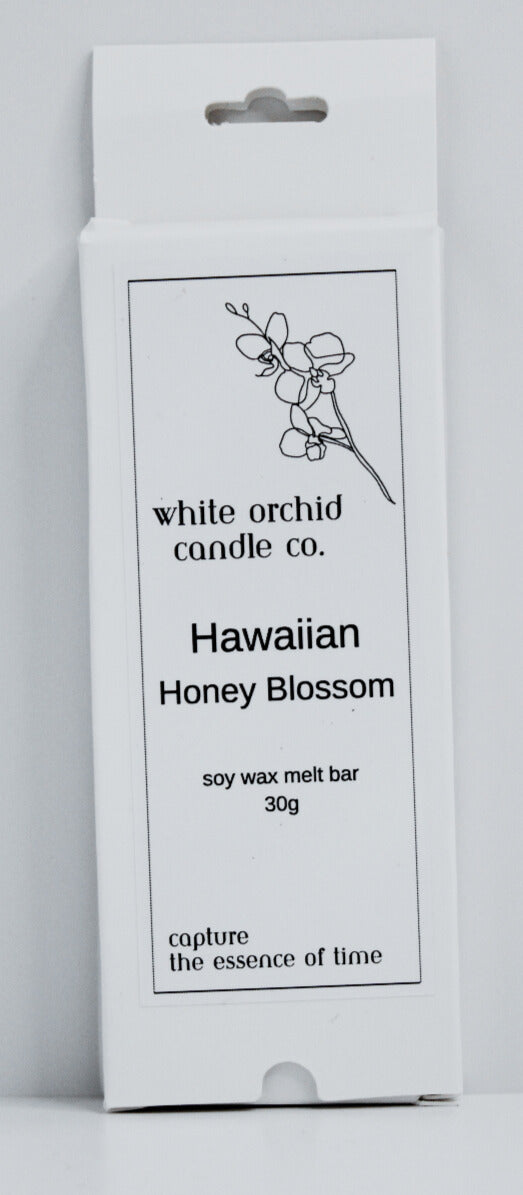 white orchid
candle co.
Hawaiian
Honey Blossom
soy wax melt bar
30g
capture
the essence of time